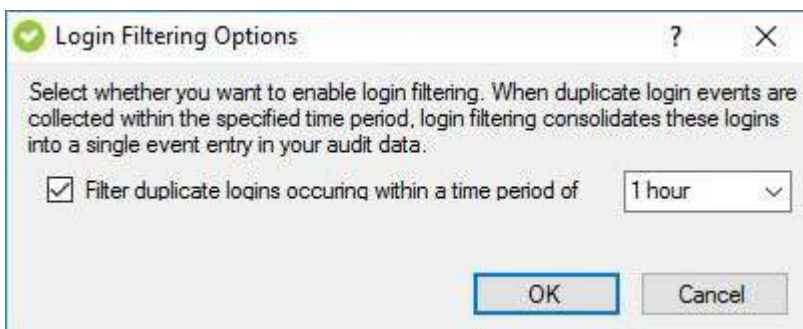 Login Filtering Options
?
Select whether you want to enable login filtering. When duplicate login events are
collected within the specified time period, login filtering consolidates these logins
into a single event entry in your audit data.
Filter duplicate logins occuring within a time period of 1 hour
OK Cancel